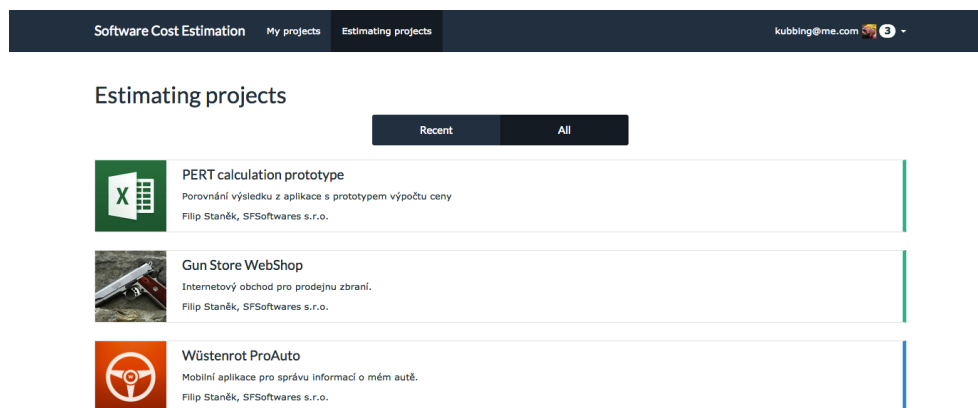 Software Cost Estimation My projects Estimating projects kubbing@me.com 3
Estimating projects
Recent All
PERT calculation prototype
Porovnání výsledku z aplikace s prototypem výpočtu ceny
Filip Staněk, SFSoftwares s.r.o.
Gun Store WebShop
Internetový obchod pro prodejnu zbraní.
Filip Staněk, SFSoftwares s.r.o.
Wüstenrot ProAuto
Mobilní aplikace pro správu informací o mém autě.
Filip Staněk, SFSoftwares s.r.o.
X
W